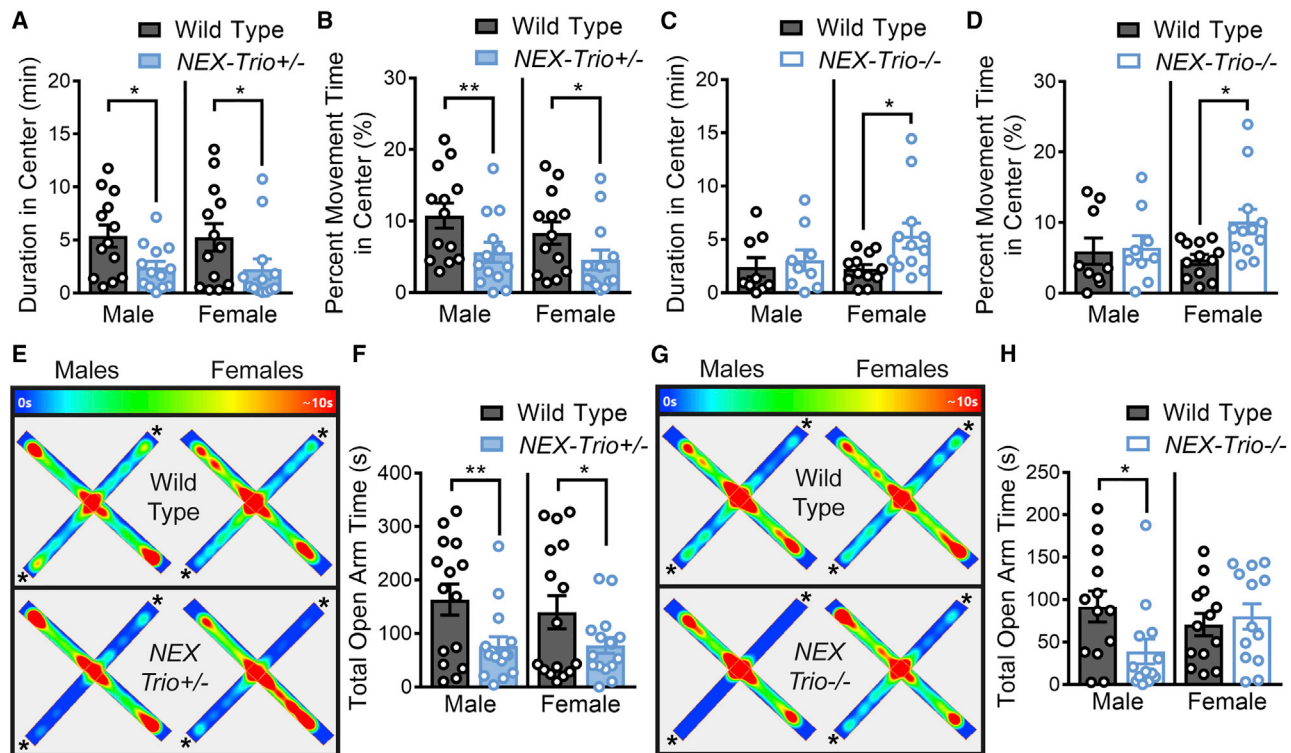 A
Wild Type
NEX-Trio+/-
Duration in Center (min)
20
15
10
5
0
*
*
Male
Female
B
Wild Type
NEX-Trio+/-
Percent Movement Time
in Center (%)
30
20
10
0
**
*
Male
Female
C
Wild Type
NEX-Trio-/-
Duration in Center (min)
20
15
10
5
0
*
Male
Female
D
Wild Type
NEX-Trio-/-
Percent Movement Time
in Center (%)
30
20
10
0
*
Male
Female
E
Males
Females
0s
~10s
*
*
Wild
Type
*
*
*
*
NEX
Trio+/-
*
*
F
Wild Type
NEX-Trio+/-
Total Open Arm Time (s)
400
300
200
100
0
**
*
Male
Female
G
Males
Females
0s
~10s
*
*
Wild
Type
*
*
*
*
NEX
Trio-/-
*
*
H
Wild Type
NEX-Trio-/-
Total Open Arm Time (s)
250
200
150
100
50
0
*
Male
Female